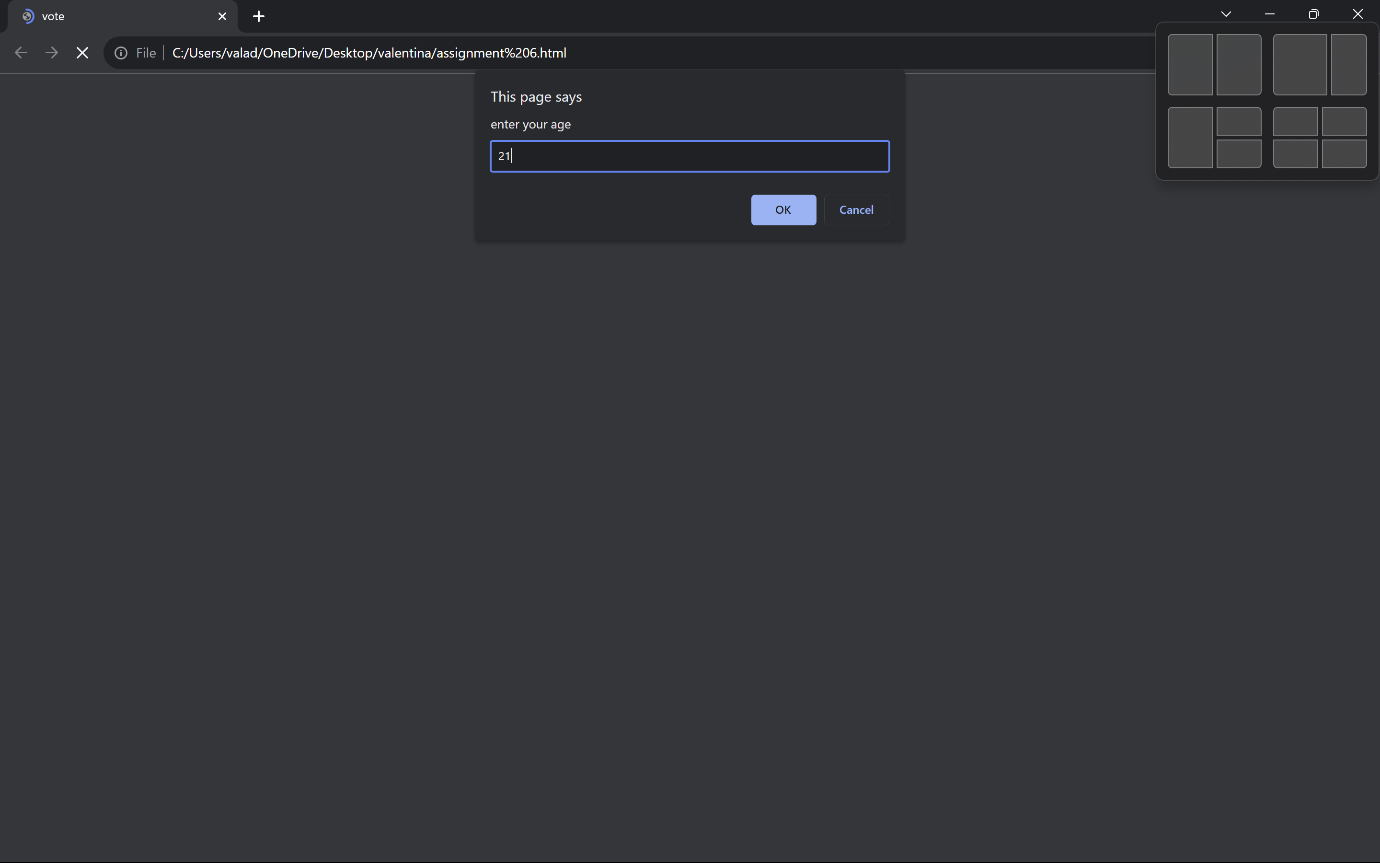 vote
File
C:/Users/valad/OneDrive/Desktop/valentina/assignment%206.html
This page says
enter your age
21
OK
Cancel